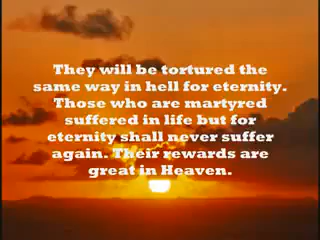 They will be tortured the
same way in hell for eternity.
Those who are martyred
suffered in life but for
eternity shall never suffer
again. Their rewards are
great in Heaven.